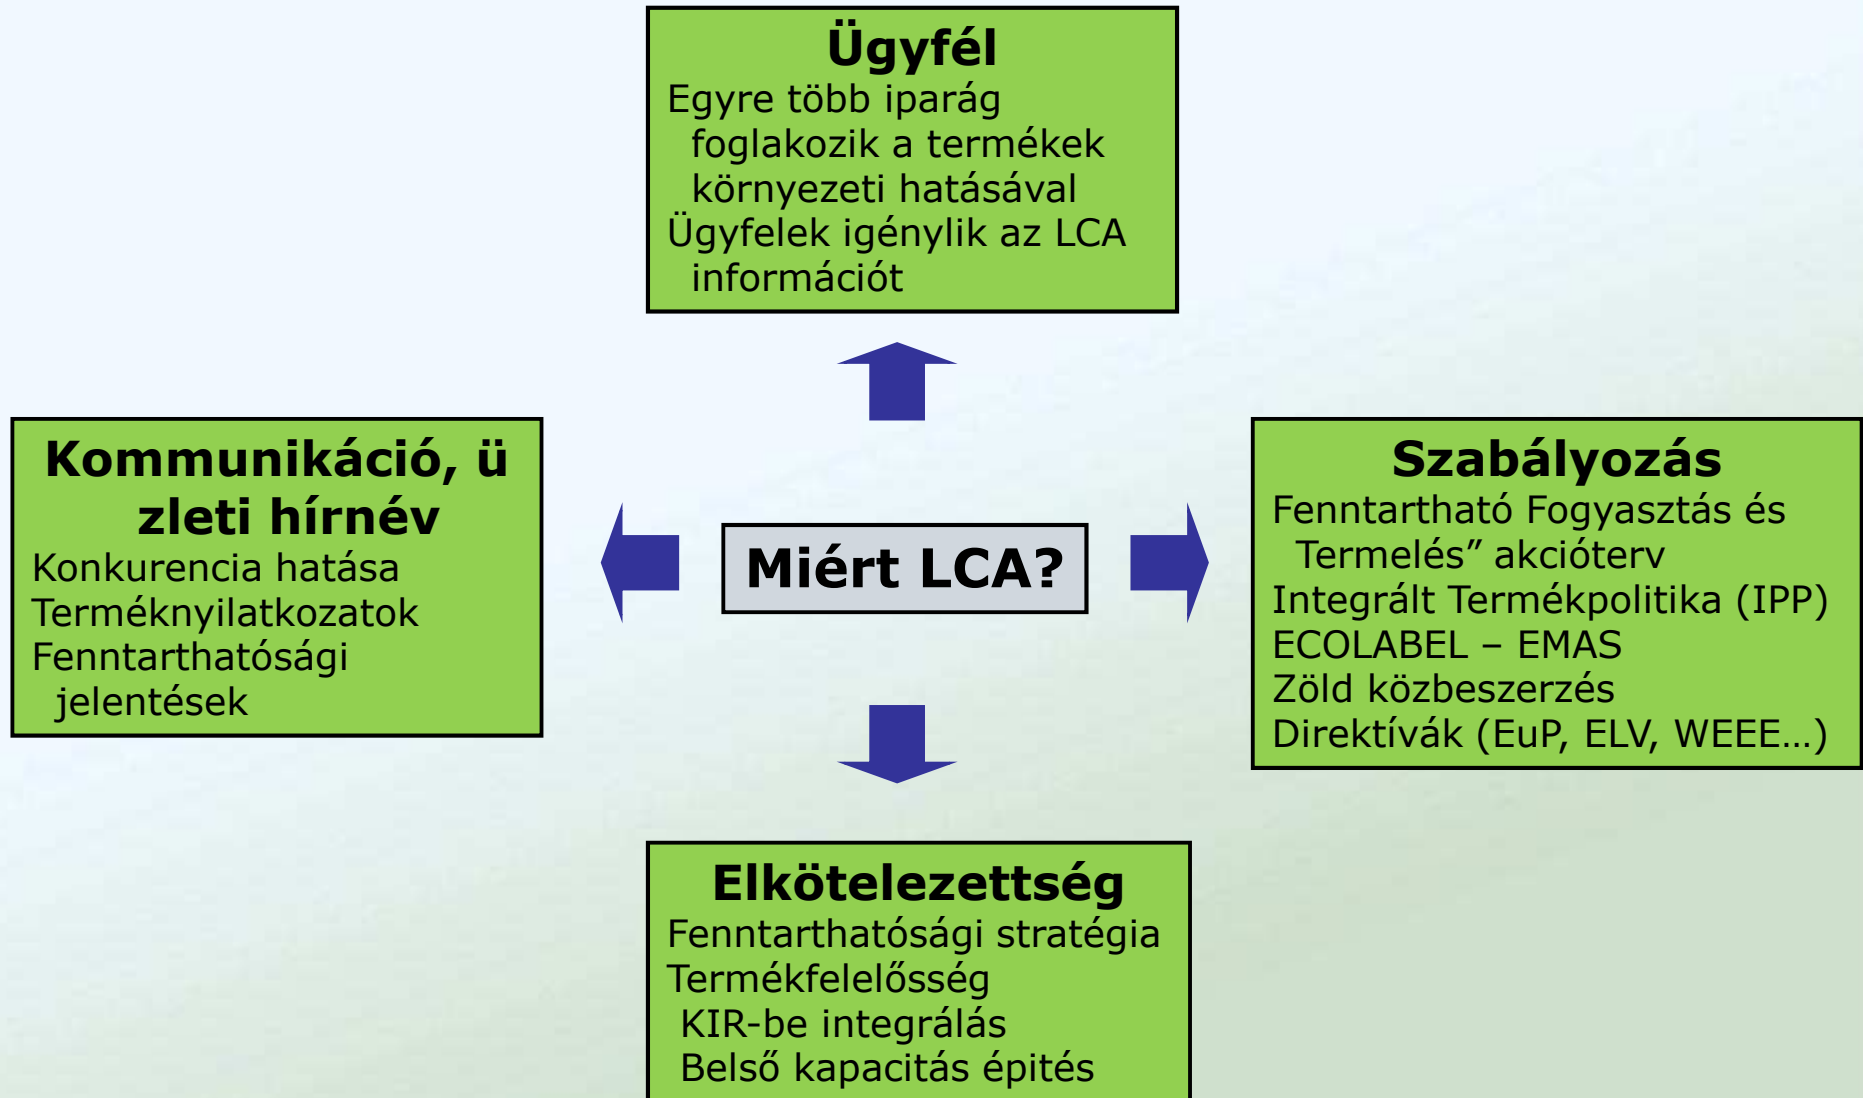 Ügyfél
Egyre több iparág
foglakozik a termékek
környezeti hatásával
Ügyfelek igénylik az LCA
információt
Kommunikáció, ü
zleti hírnév
Konkurencia hatása
Terméknyilatkozatok
Fenntarthatósági
jelentések
Miért LCA?
Szabályozás
Fenntartható Fogyasztás és
Termelés” akcióterv
Integrált Termékpolitika (IPP)
ECOLABEL – EMAS
Zöld közbeszerzés
Direktívák (EuP, ELV, WEEE…)
Elkötelezettség
Fenntarthatósági stratégia
Termékfelelősség
KIR-be integrálás
Belső kapacitás épités